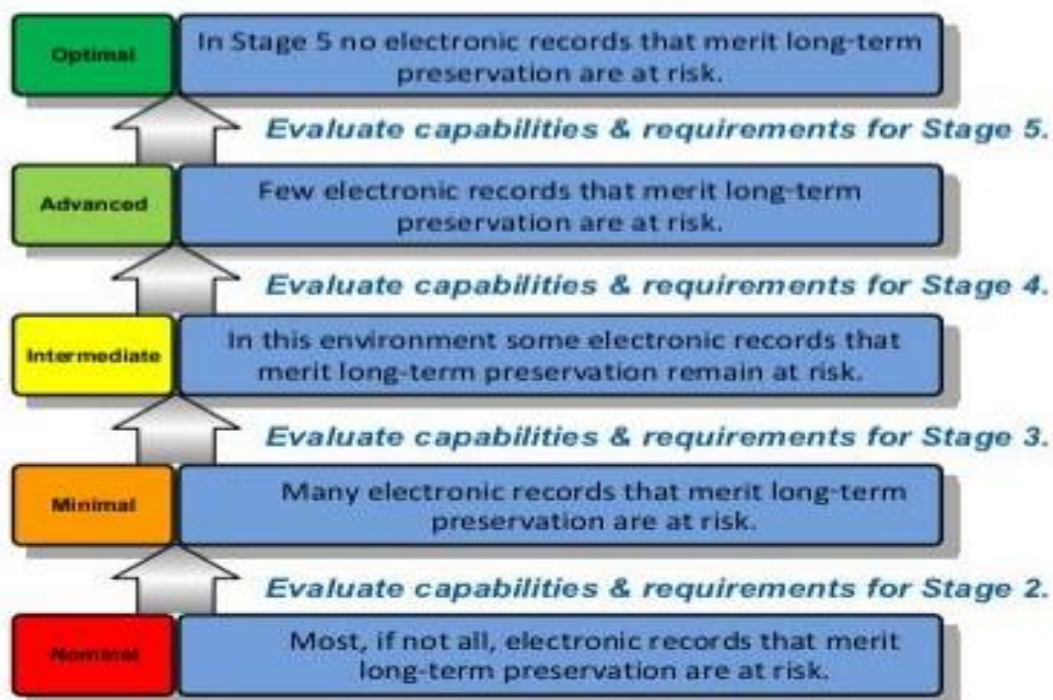 Optimal
In Stage 5 no electronic records that merit long-term
preservation are at risk.
Evaluate capabilities & requirements for Stage 5.
Advanced
Few electronic records that merit long-term
preservation are at risk.
Evaluate capabilities & requirements for Stage 4.
Intermediate
In this environment some electronic records that
merit long-term preservation remain at risk.
Evaluate capabilities & requirements for Stage 3.
Minimal
Many electronic records that merit long-term
preservation are at risk.
Evaluate capabilities & requirements for Stage 2.
Nominal
Most, if not all, electronic records that merit
long-term preservation are at risk.